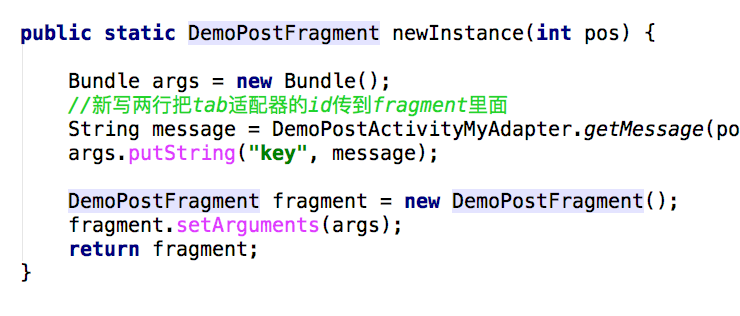 public static DemoPostFragment newInstance(int pos) {
Bundle args = new Bundle();
//新写两行把tab适配器的id传到fragment里面
String message = DemoPostActivityMyAdapter.getMessage(po
args.putString("key", message);
DemoPostFragment fragment = new DemoPostFragment();
fragment.setArguments(args);
return fragment;
}